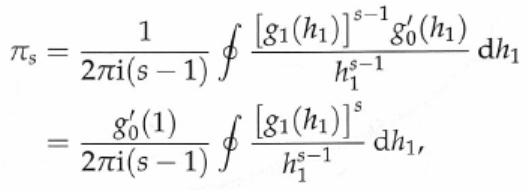 π_s = \frac{1}{2πi(s − 1)} ∮ \frac{[g_1(h_1)]^{s−1} g_0′(h_1)}{h_1^{s−1}} dh_1
= \frac{g_0′(1)}{2πi(s − 1)} ∮ \frac{[g_1(h_1)]^s}{h_1^{s−1}} dh_1,